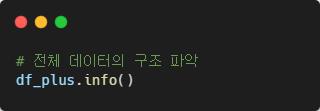 # 전체 데이터의 구조 파악
df_plus.info()